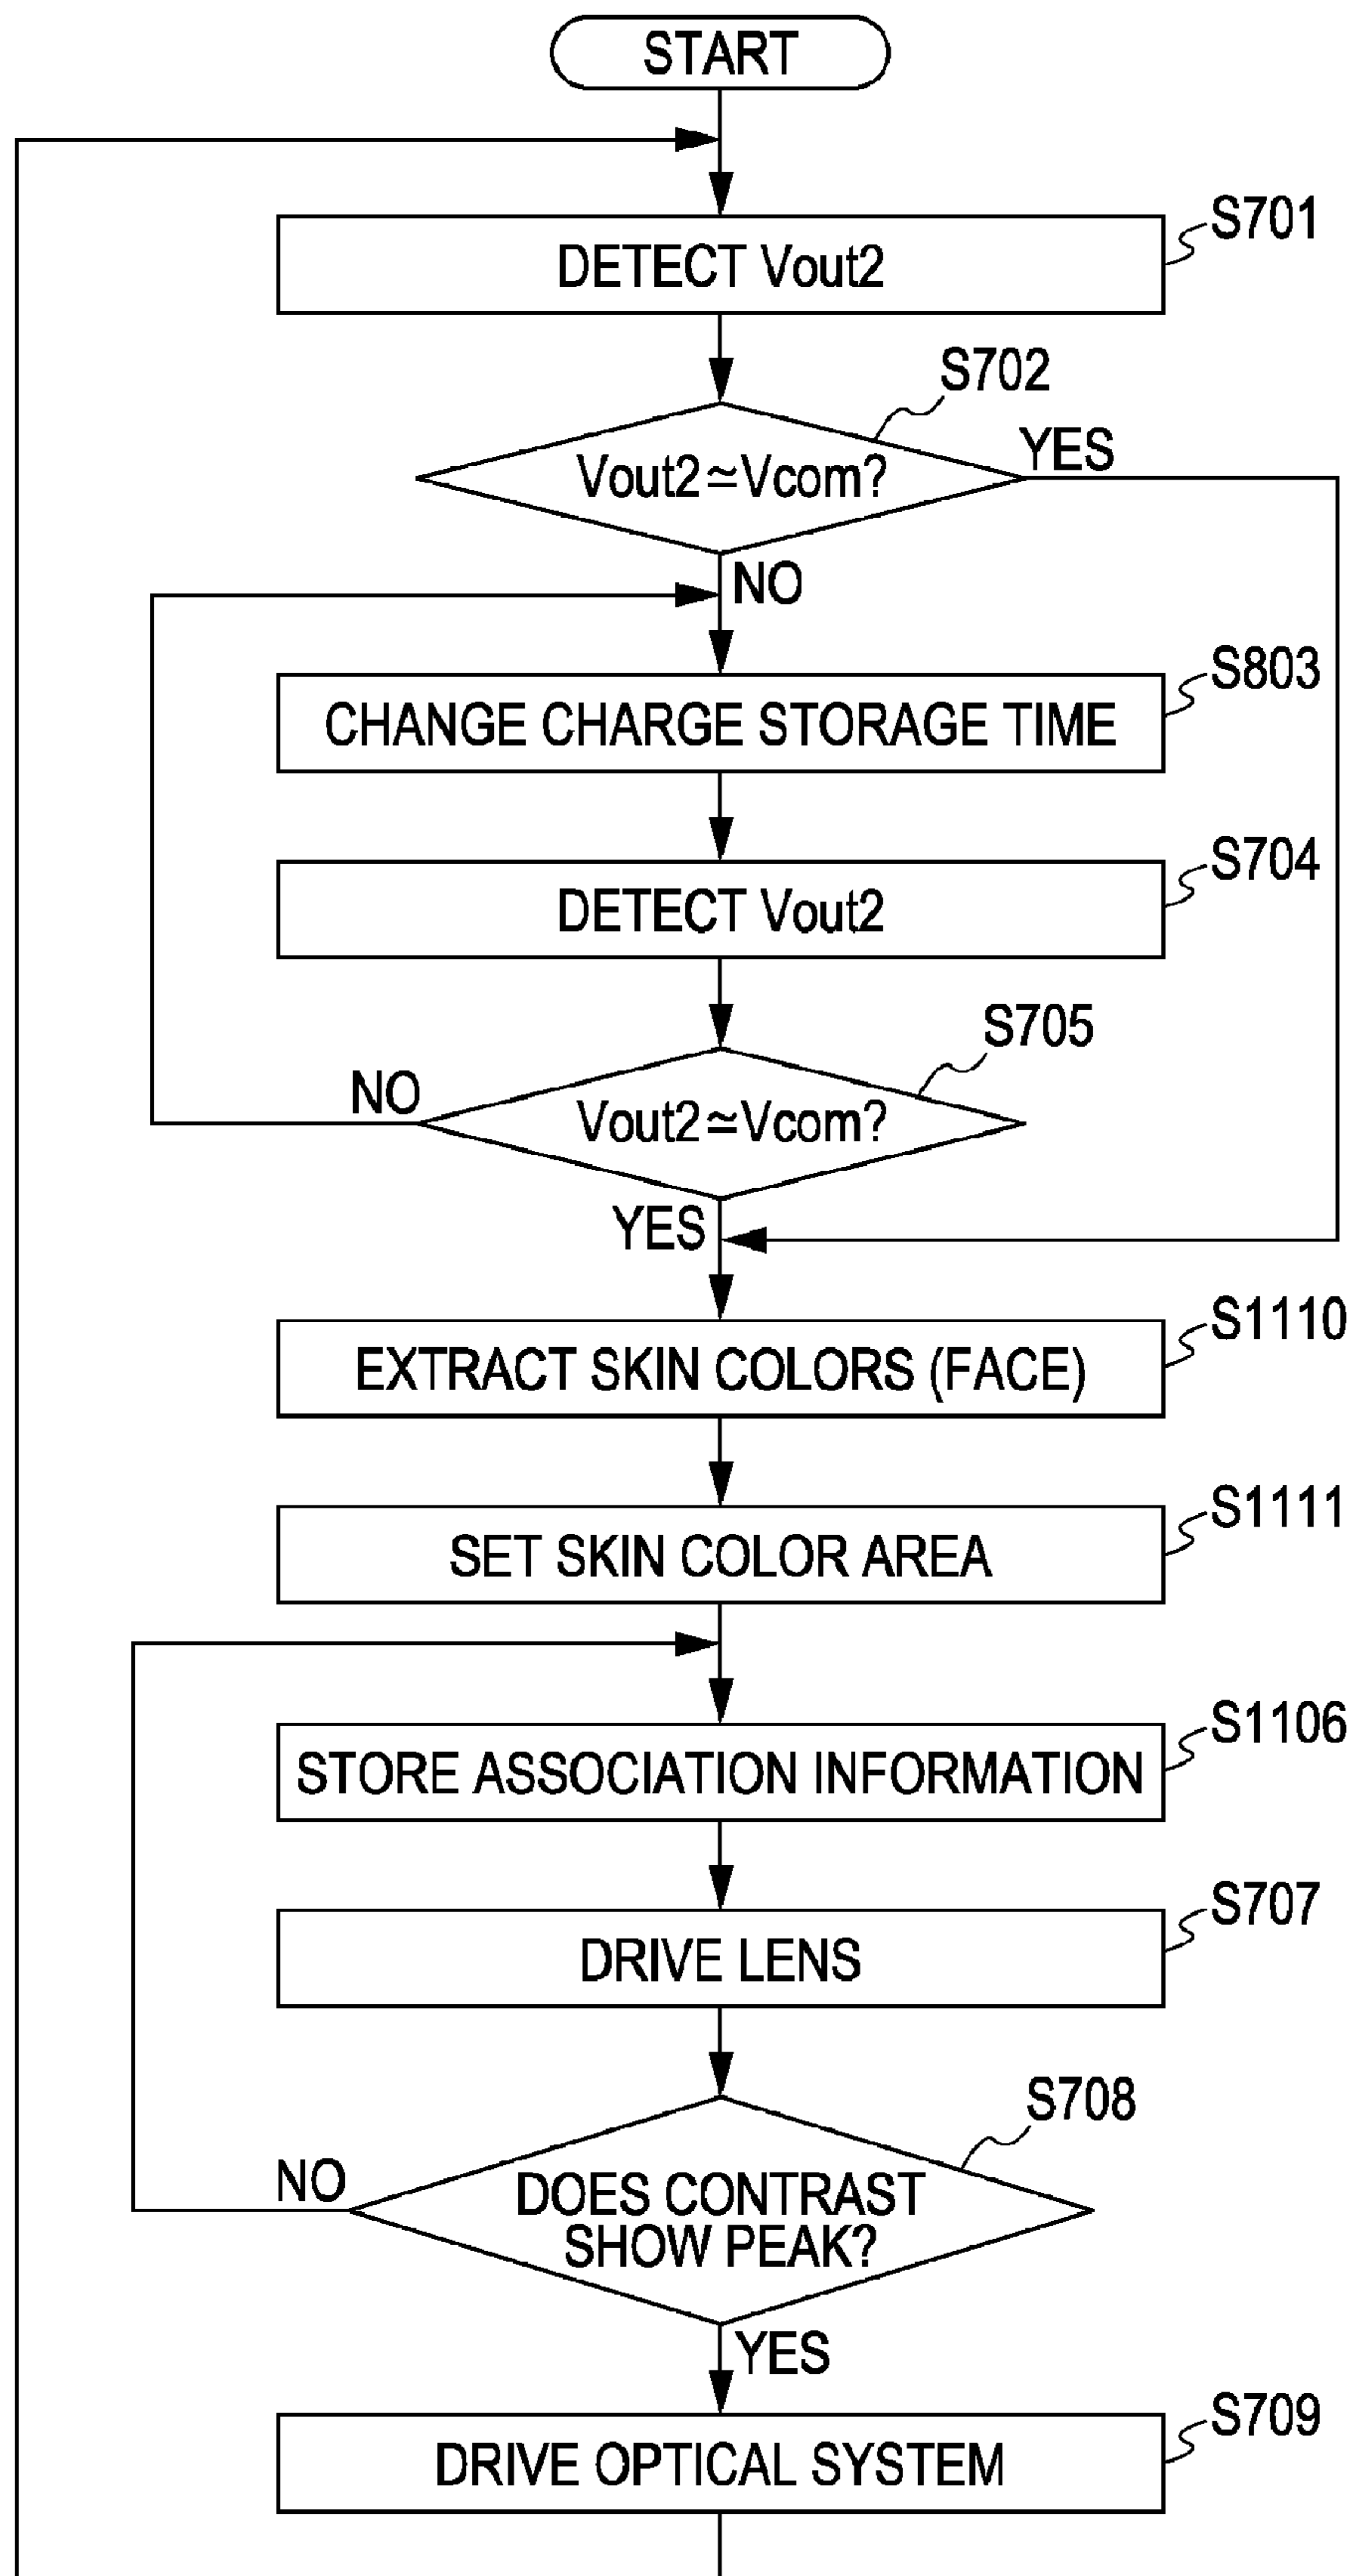 START
S701
DETECT Vout2
S702
Vout2≃Vcom?
YES
NO
S803
CHANGE CHARGE STORAGE TIME
S704
DETECT Vout2
S705
NO
Vout2≃Vcom?
YES
S1110
EXTRACT SKIN COLORS (FACE)
S1111
SET SKIN COLOR AREA
S1106
STORE ASSOCIATION INFORMATION
S707
DRIVE LENS
S708
NO
DOES CONTRAST
SHOW PEAK?
YES
S709
DRIVE OPTICAL SYSTEM